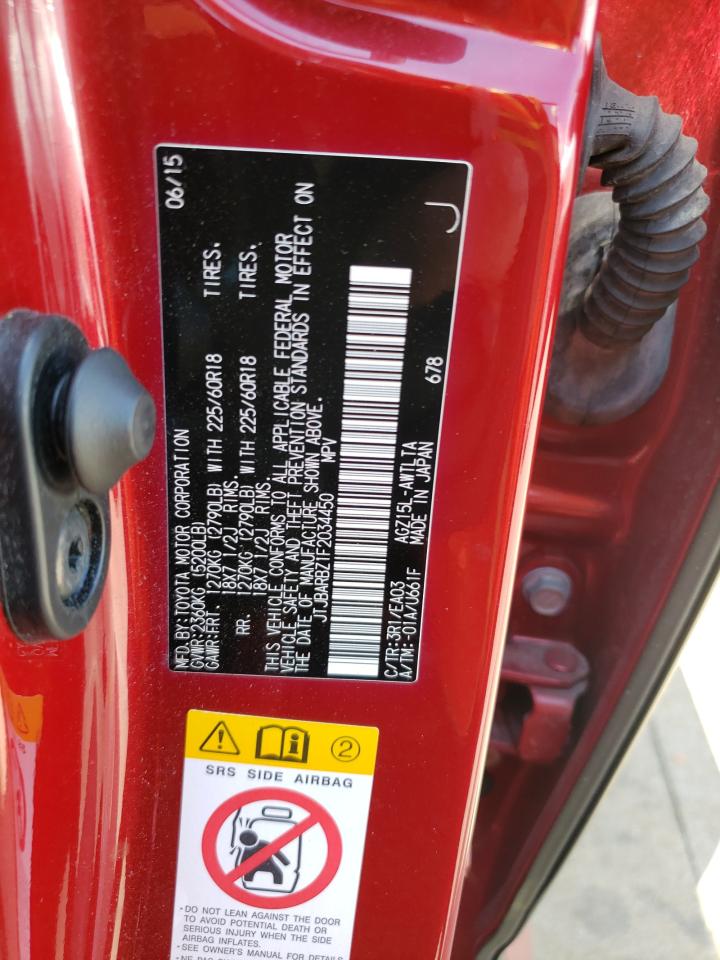 MFD.BY:TOYOTA MOTOR CORPORATION 06/15
GVWR:2360KG (5200LB)
GAWR:FRT. 1270KG (2790LB) WITH 225/60R18 TIRES.
18X7 1/2J RIMS.
RR. 1270KG (2790LB) WITH 225/60R18 TIRES.
18X7 1/2J RIMS.
THIS VEHICLE CONFORMS TO ALL APPLICABLE FEDERAL MOTOR
VEHICLE SAFETY AND THEFT PREVENTION STANDARDS IN EFFECT ON
THE DATE OF MANUFACTURE SHOWN ABOVE.
JTJBARBZ1F2034450 MPV
C/TR:3R1/EA03 AGZ15L-AWTLTA 678
A/TM:-01A/U661F MADE IN JAPAN
J
2
SRS SIDE AIRBAG
- DO NOT LEAN AGAINST THE DOOR
TO AVOID POTENTIAL DEATH OR
SERIOUS INJURY WHEN THE SIDE
AIRBAG INFLATES.
- SEE OWNER'S MANUAL FOR DETAILS